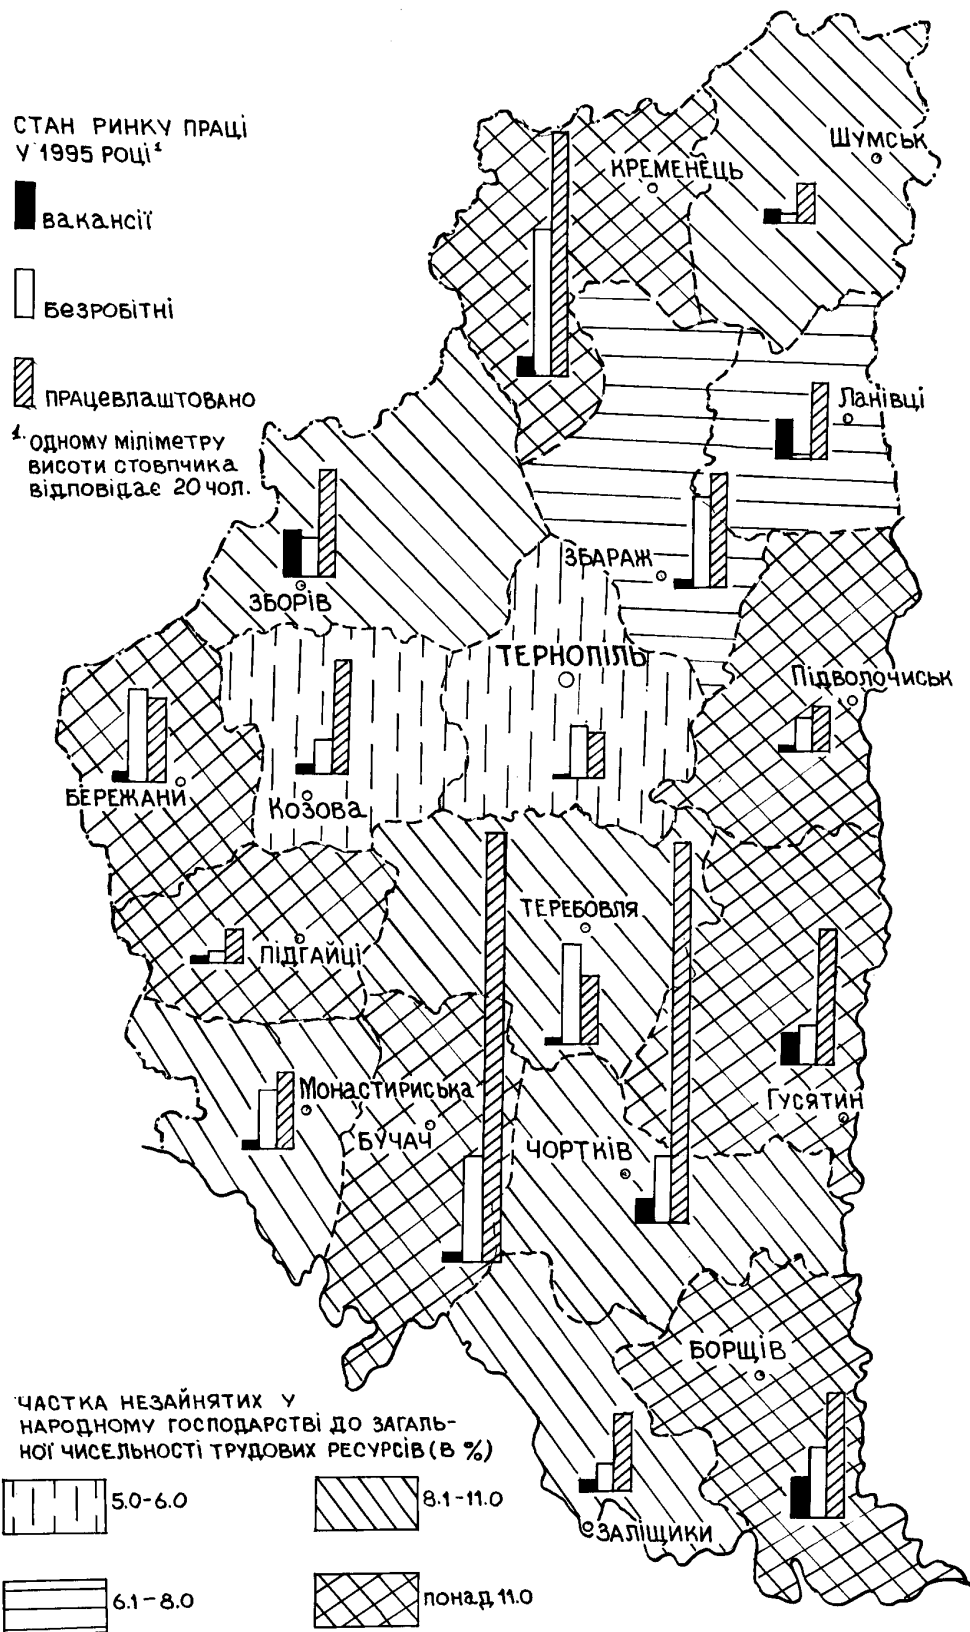 СТАН РИНКУ ПРАЦІ
У 1995 РОЦІ¹
вакансії
безробітні
працевлаштовано
¹·одному міліметру
висоти стовпчика
відповідає 20 чол.
ШУМСЬК
КРЕМЕНЕЦЬ
Ланівці
ЗБАРАЖ
ЗБОРІВ
ТЕРНОПІЛЬ
Підволочиськ
БЕРЕЖАНИ
Козова
ТЕРЕБОВЛЯ
ПІДГАЙЦІ
Монастириська
Гусятин
БУЧАЧ
ЧОРТКІВ
БОРЩІВ
ЗАЛІЩИКИ
ЧАСТКА НЕЗАЙНЯТИХ У
НАРОДНОМУ ГОСПОДАРСТВІ ДО ЗАГАЛЬ-
НОЇ ЧИСЕЛЬНОСТІ ТРУДОВИХ РЕСУРСІВ (В %)
5.0-6.0
8.1-11.0
6.1-8.0
понад 11.0